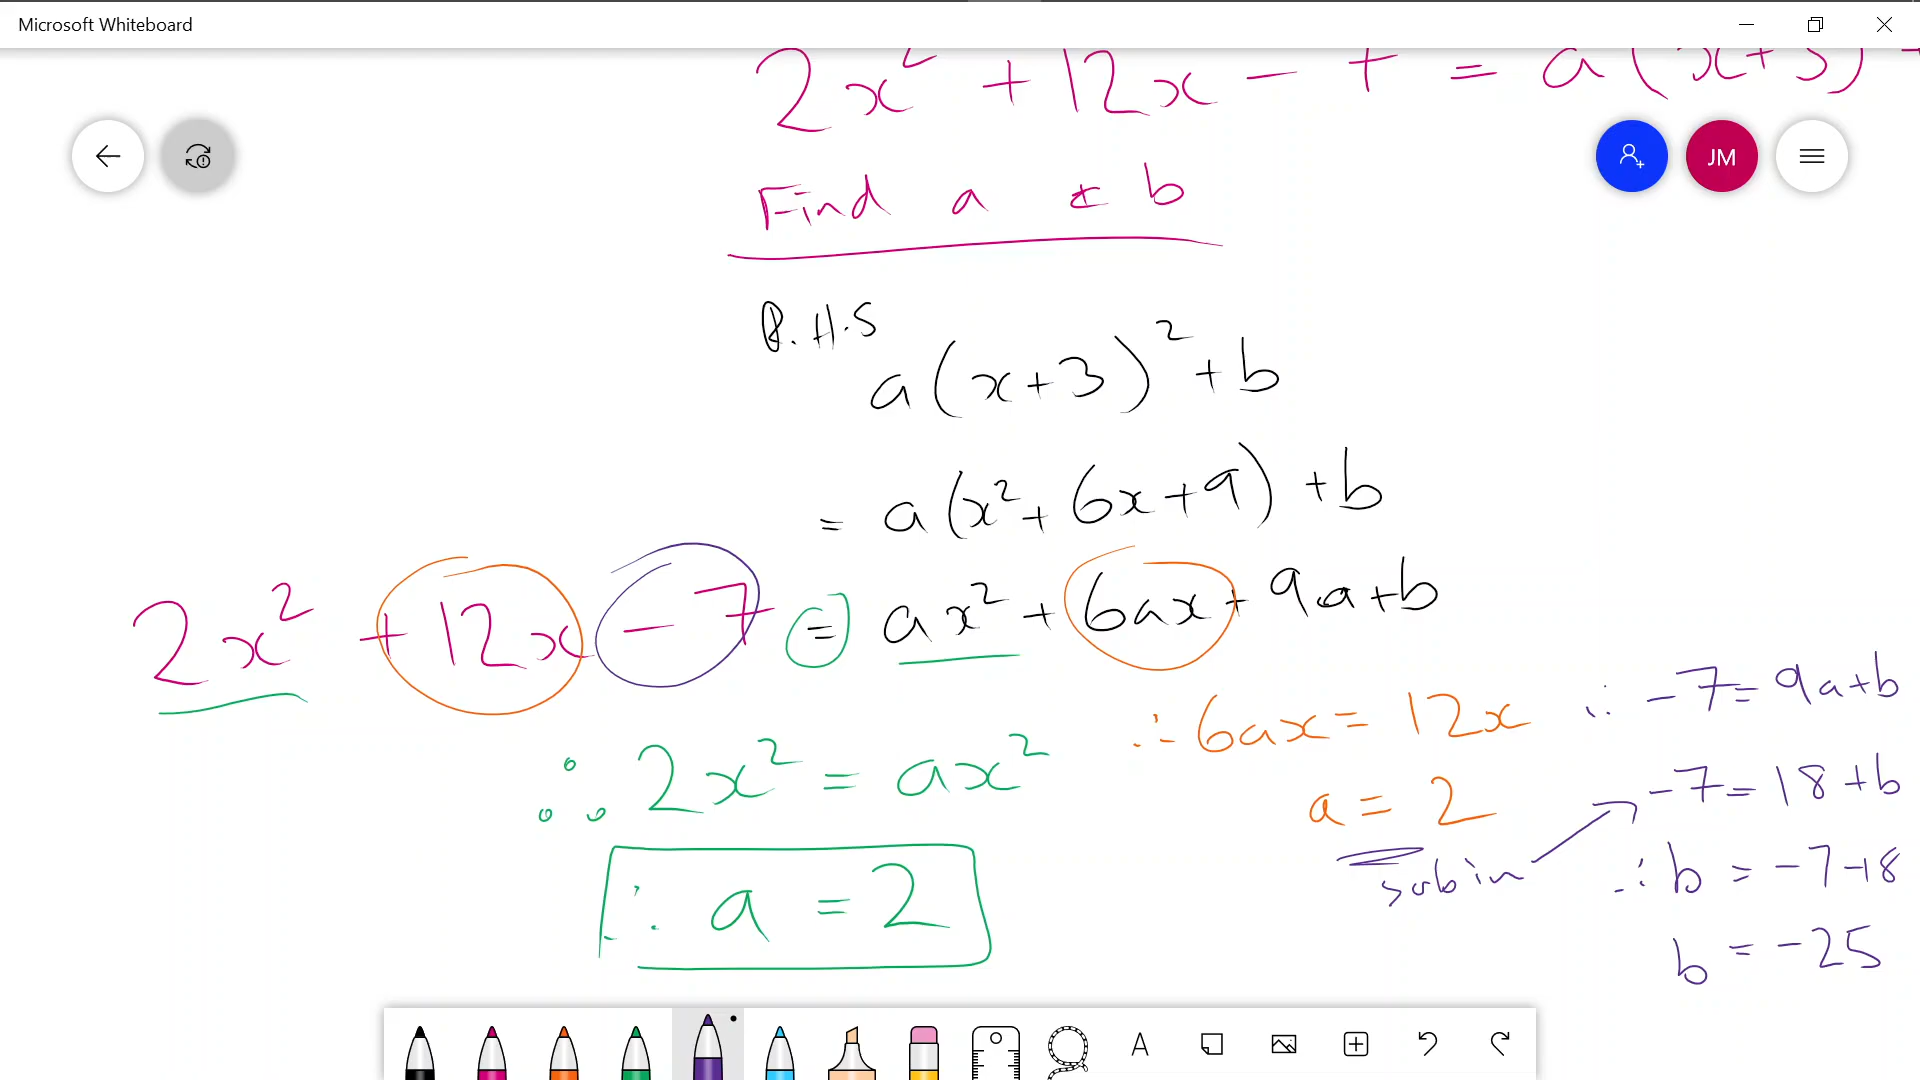 Microsoft Whiteboard
2x² + 12x - 7 = a(x+3)
Find a & b
JM
R.H.S
a(x+3)² + b
= a(x² + 6x + 9) + b
2x² + 12x - 7 = ax² + 6ax + 9a + b
∴ 2x² = ax²
∴ a = 2
∴ 6ax = 12x
a = 2
sub in
∴ -7 = 9a + b
-7 = 18 + b
∴ b = -7 - 18
b = -25
A